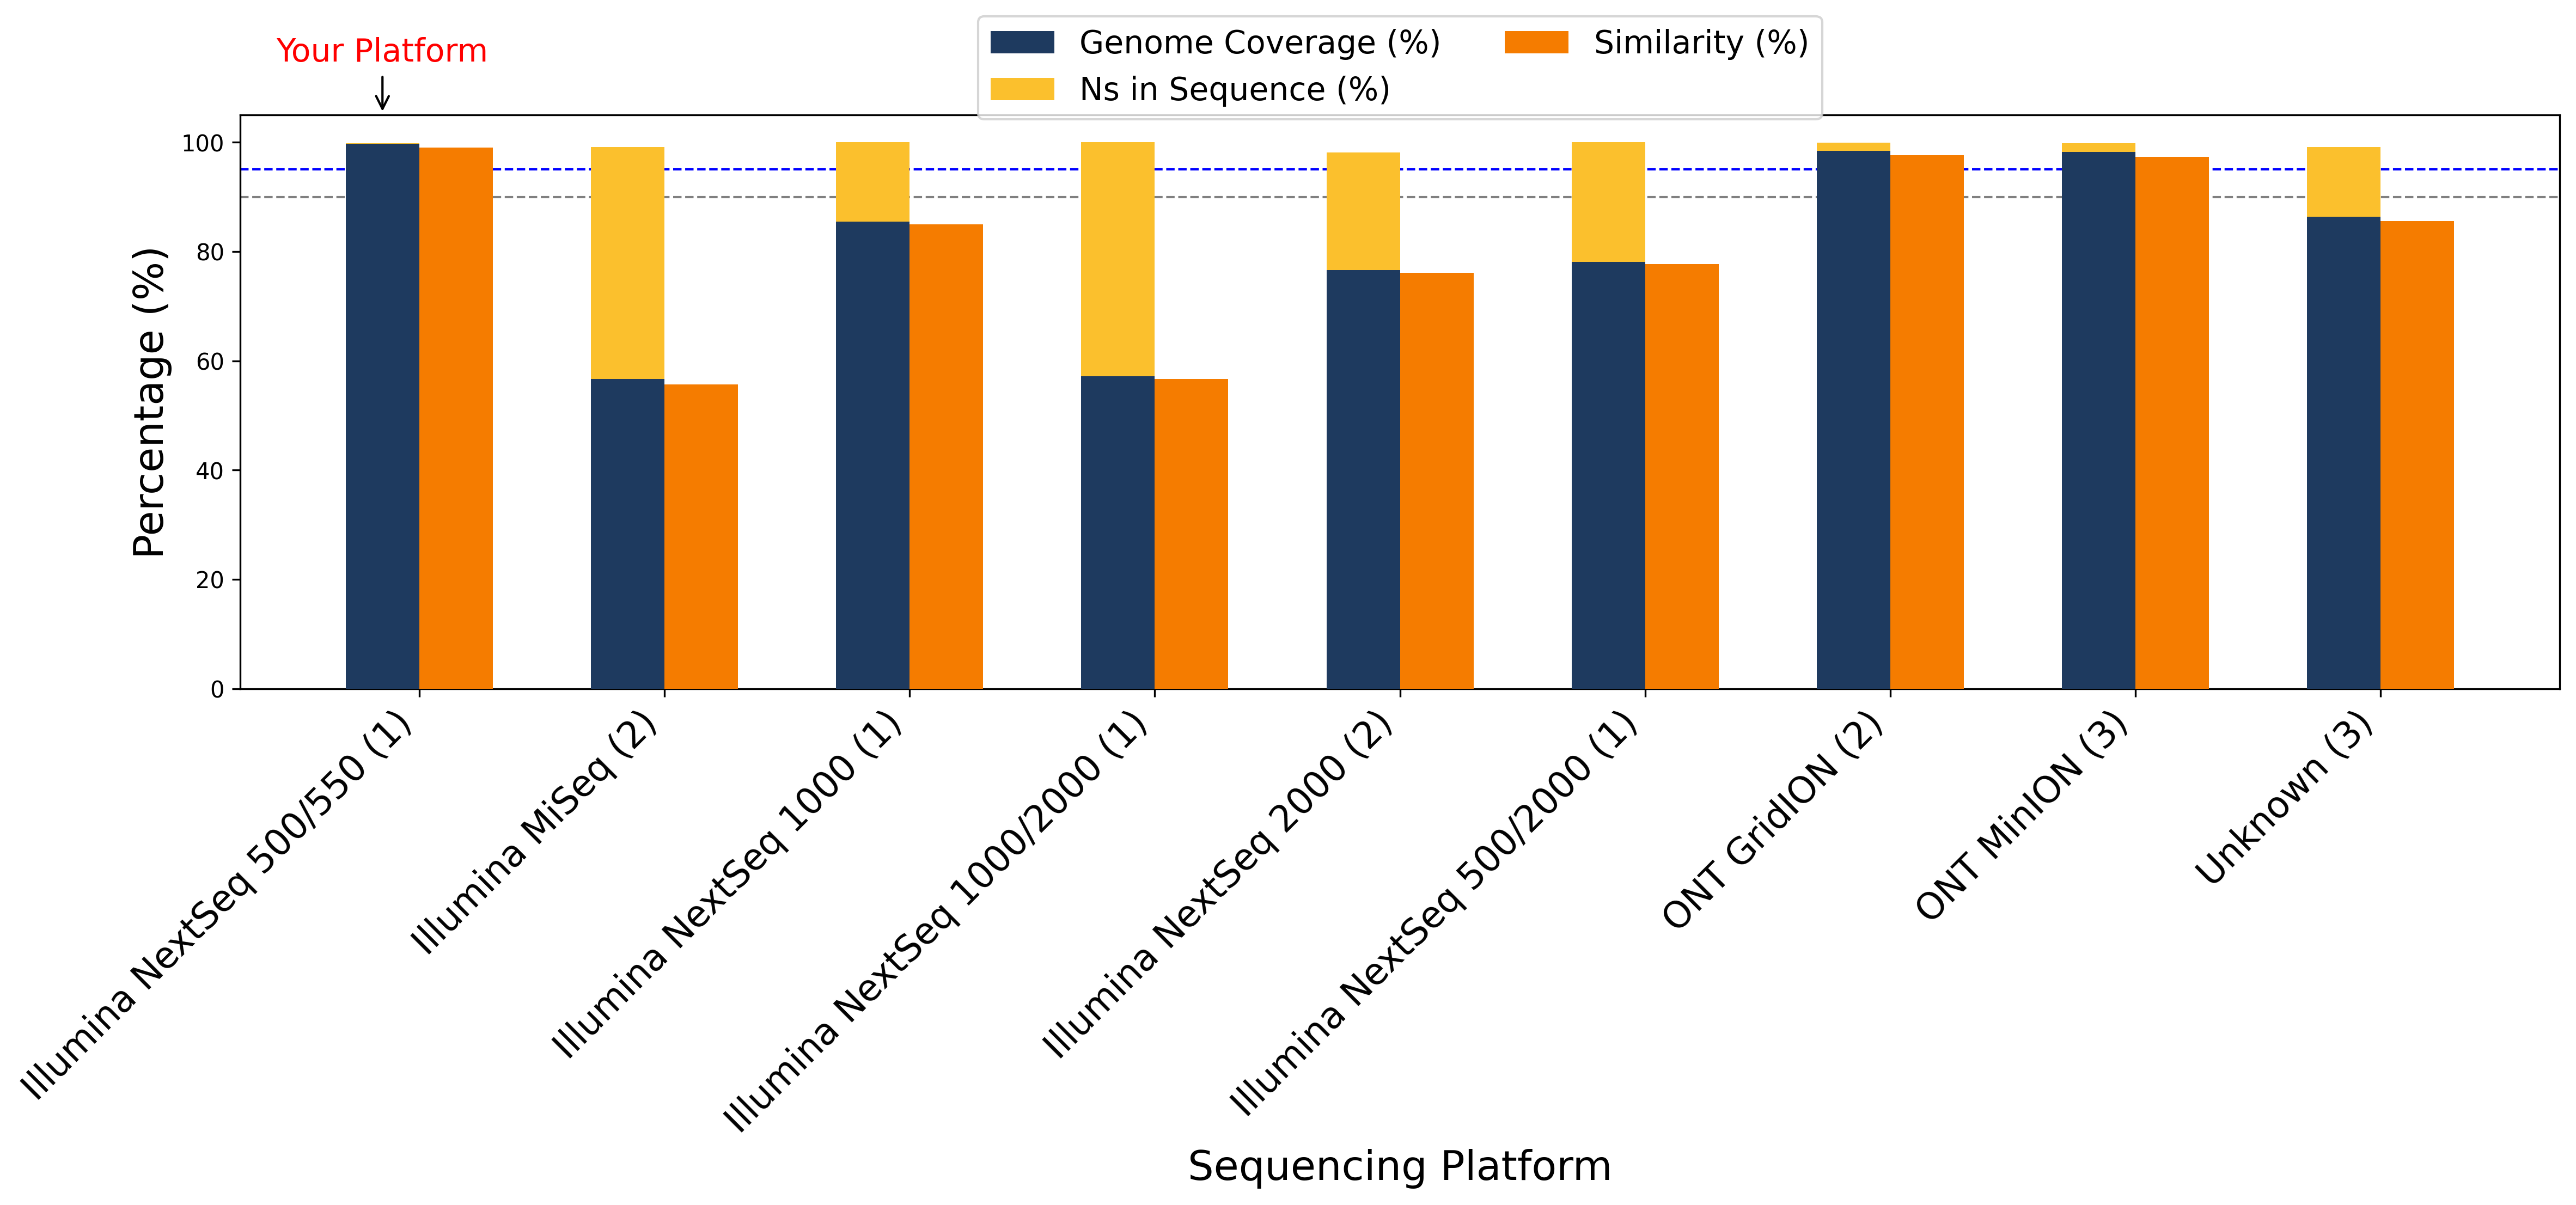 Your Platform
Genome Coverage (%)
Ns in Sequence (%)
Similarity (%)
Percentage (%)
100
80
60
40
20
0
Illumina NextSeq 500/550 (1)
Illumina MiSeq (2)
Illumina NextSeq 1000 (1)
Illumina NextSeq 1000/2000 (1)
Illumina NextSeq 2000 (2)
Illumina NextSeq 500/2000 (1)
ONT GridION (2)
ONT MinION (3)
Unknown (3)
Sequencing Platform